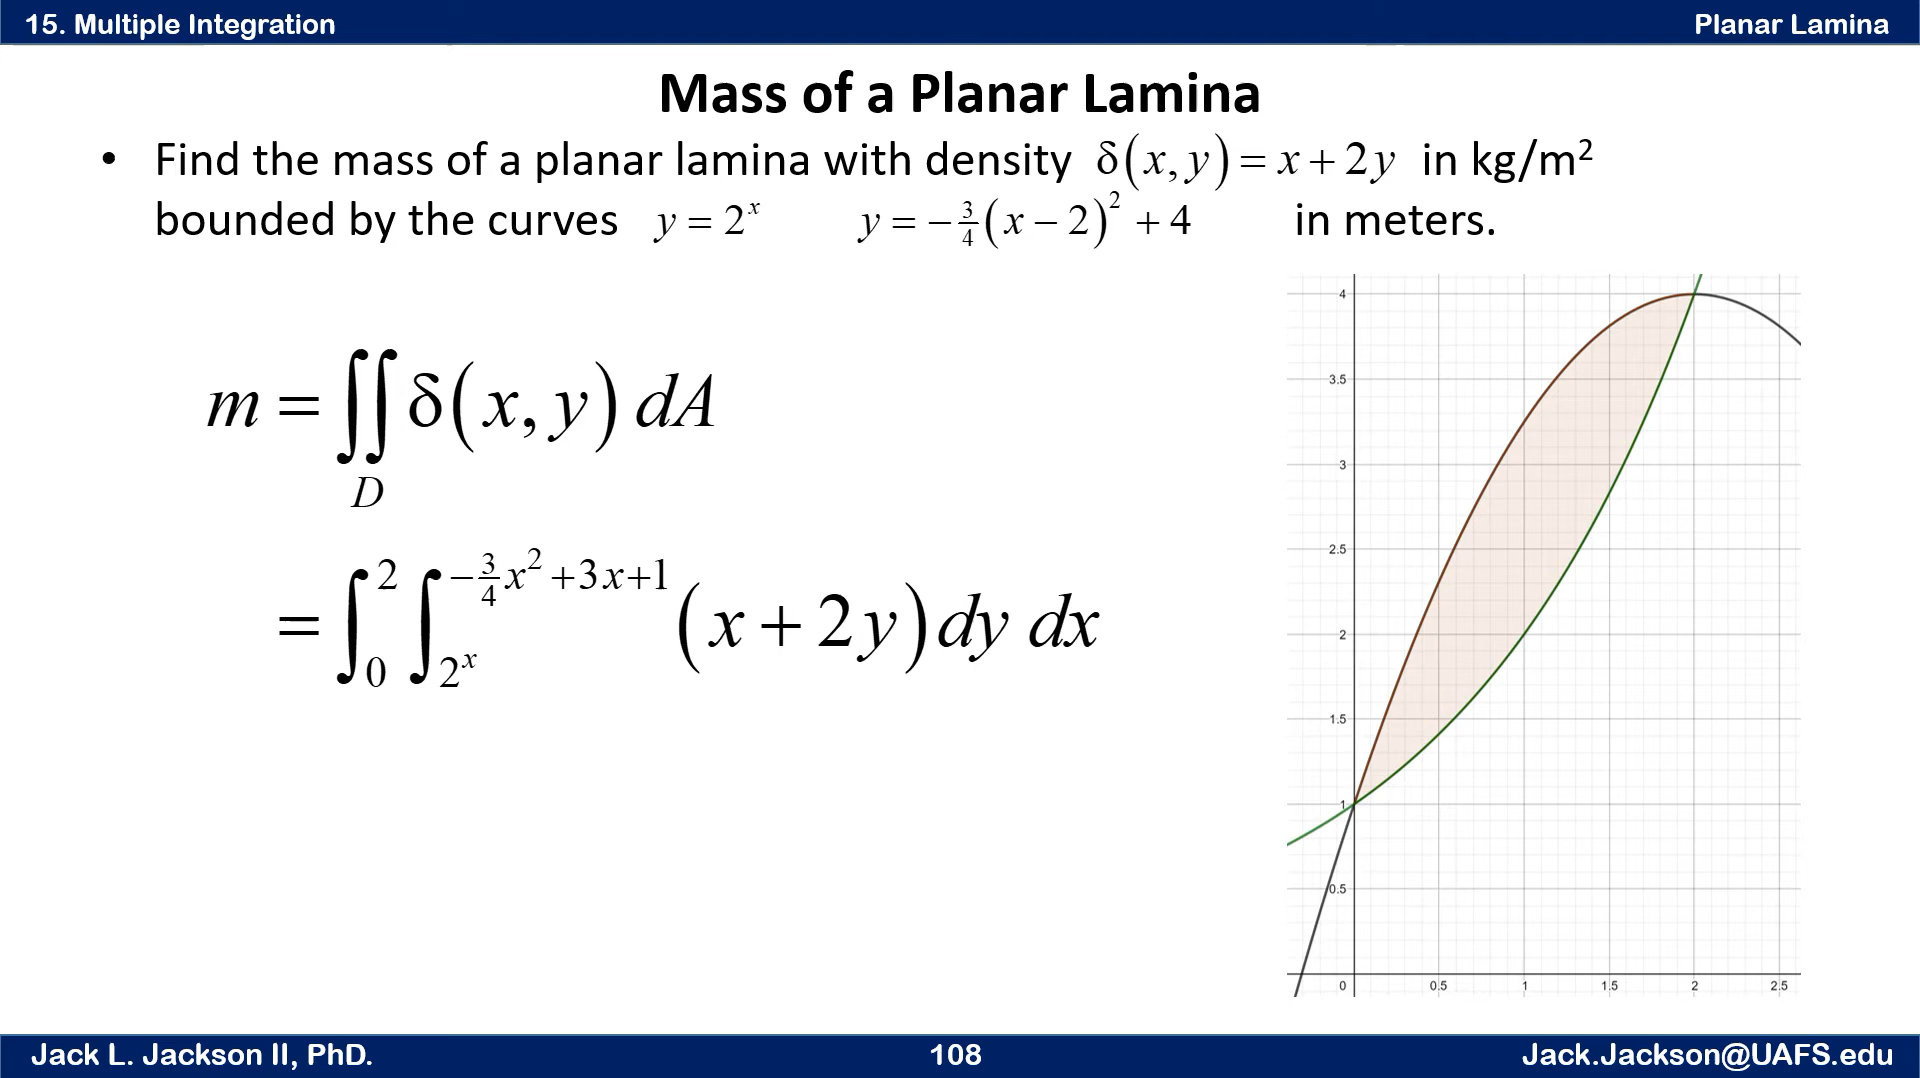 15. Multiple Integration
Planar Lamina
Mass of a Planar Lamina
• Find the mass of a planar lamina with density δ(x, y) = x + 2y in kg/m²
bounded by the curves y = 2ˣ y = −¾(x − 2)² + 4 in meters.
m = ∬_D δ(x, y) dA
= ∫_0^2 ∫_{2^x}^{−¾x²+3x+1} (x + 2y) dy dx
4
3.5
3
2.5
2
1.5
1
0.5
0 0.5 1 1.5 2 2.5
Jack L. Jackson II, PhD.
108
Jack.Jackson@UAFS.edu